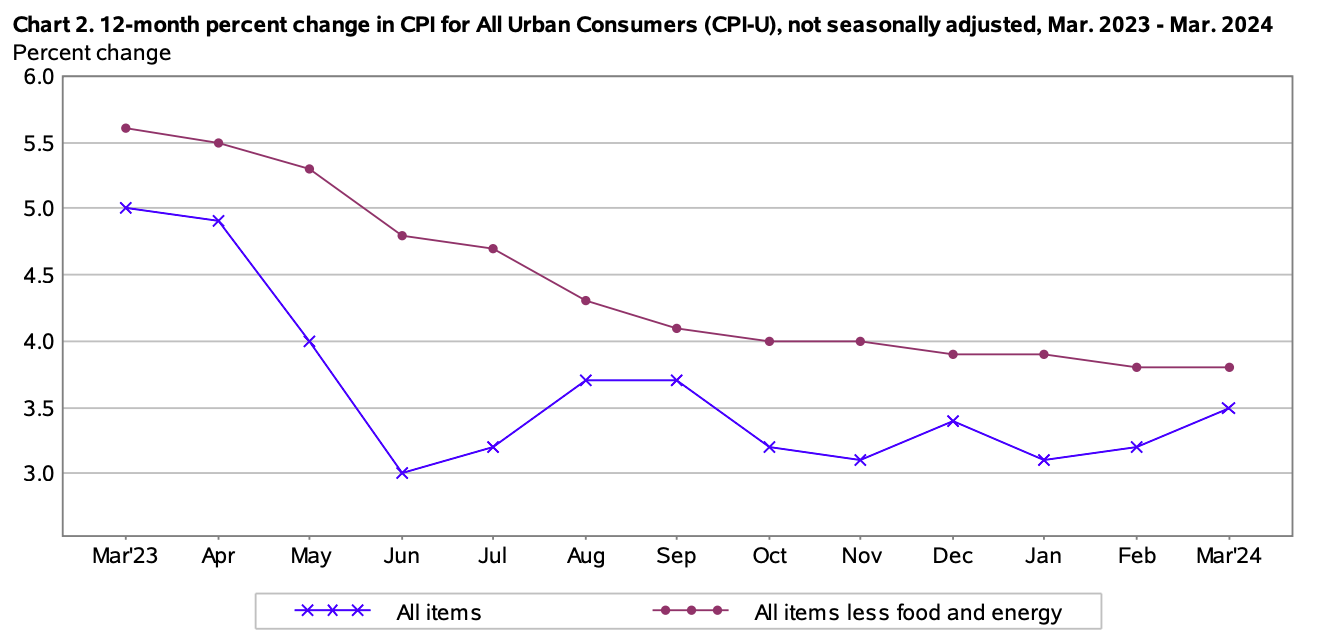 Chart 2. 12-month percent change in CPI for All Urban Consumers (CPI-U), not seasonally adjusted, Mar. 2023 - Mar. 2024
Percent change
6.0
5.5
5.0
4.5
4.0
3.5
3.0
Mar'23 Apr May Jun Jul Aug Sep Oct Nov Dec Jan Feb Mar'24
All items All items less food and energy